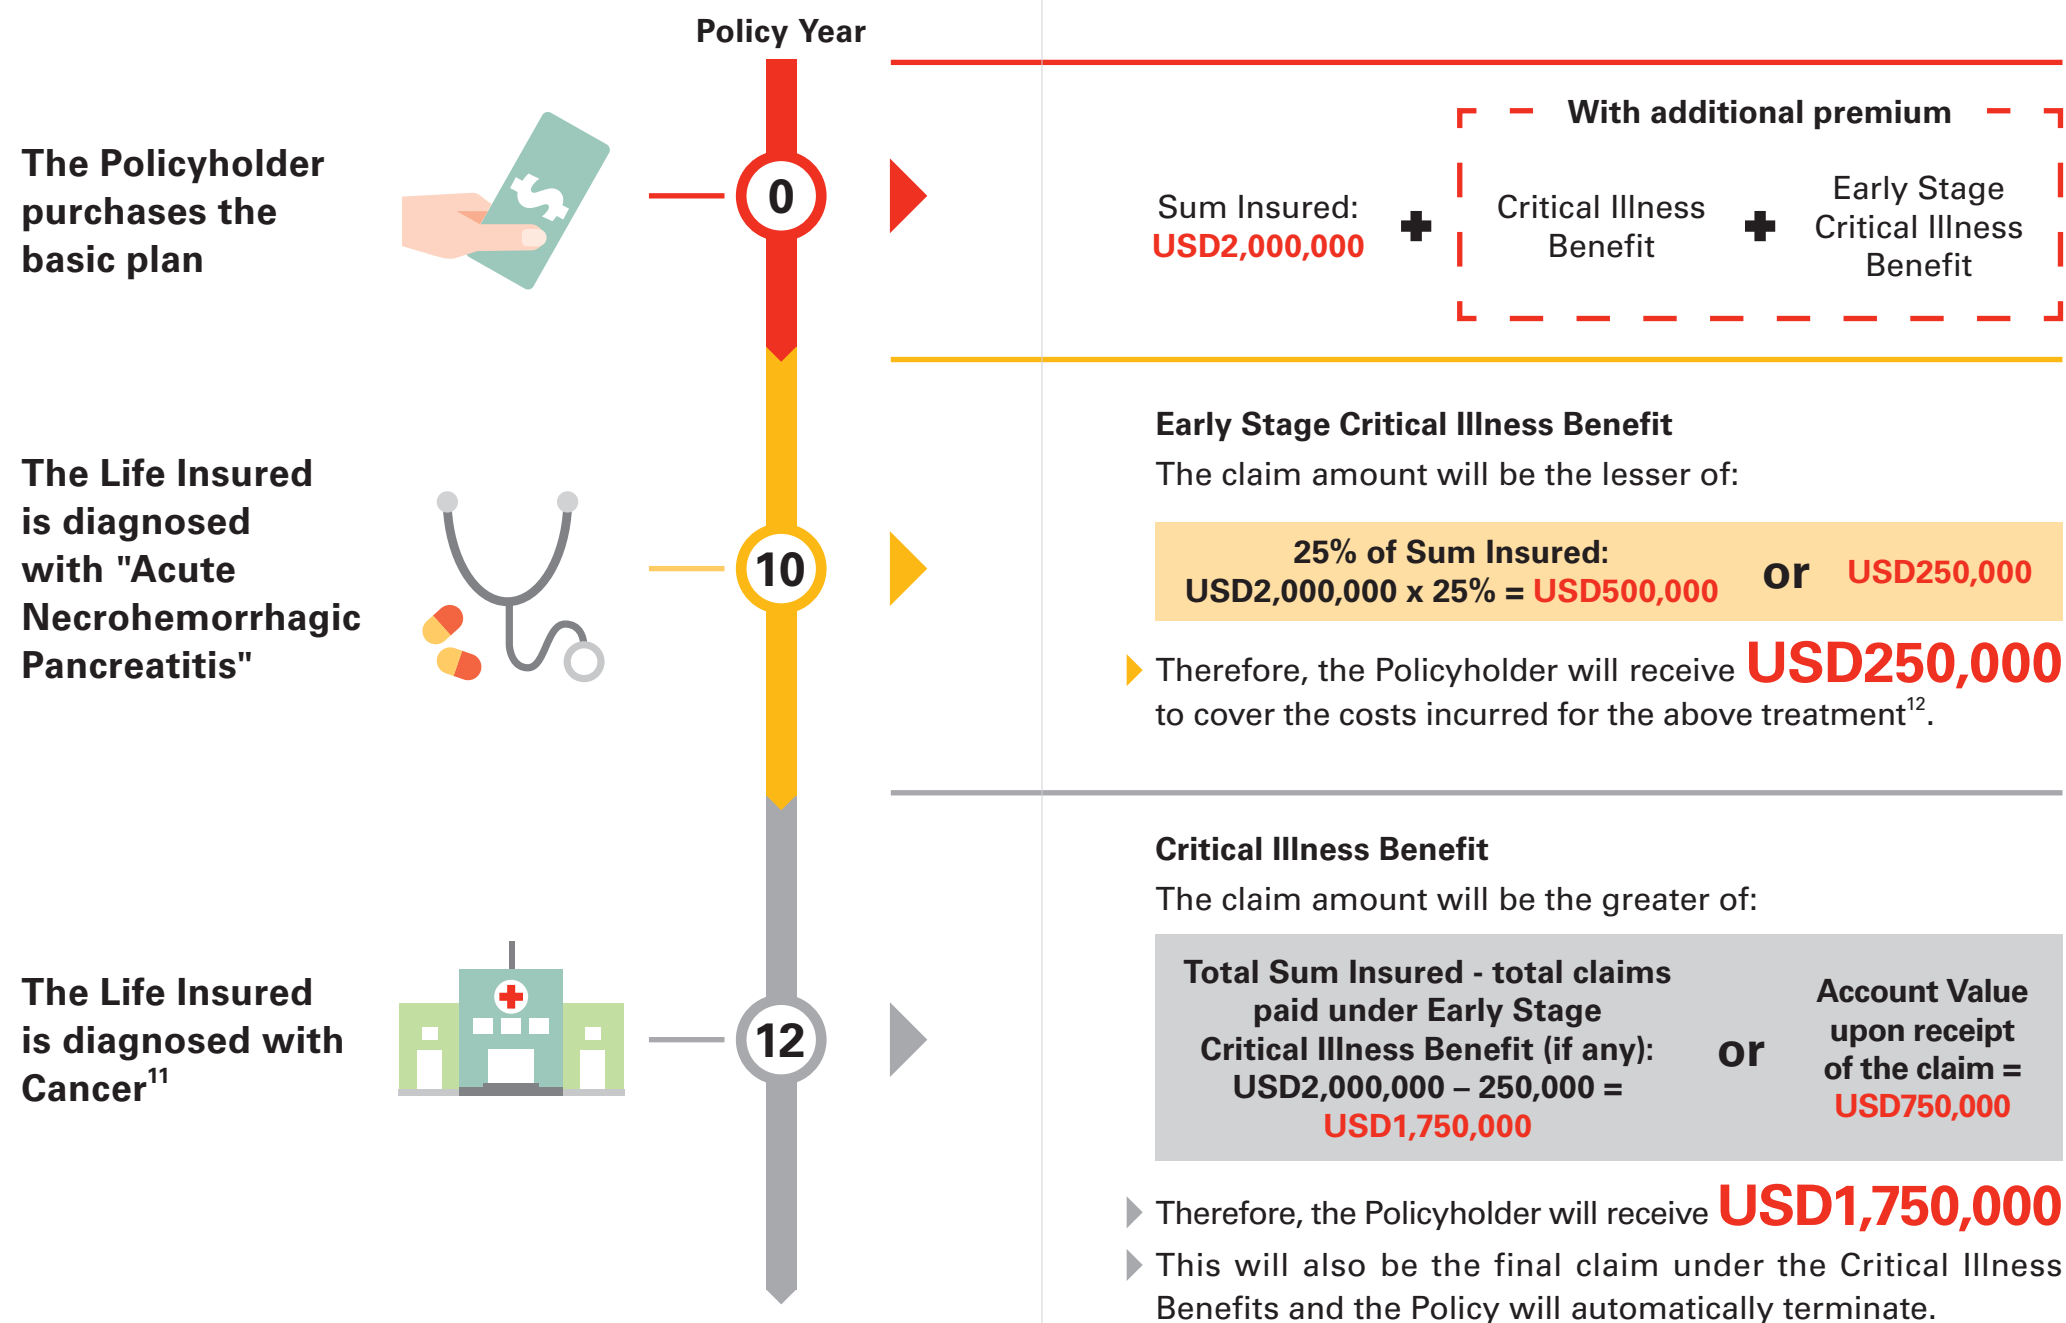 Policy Year
The Policyholder
purchases the
basic plan
$
0
Sum Insured:
USD2,000,000
With additional premium
Critical Illness
Benefit
Early Stage
Critical Illness
Benefit
The Life Insured
is diagnosed
with "Acute
Necrohemorrhagic
Pancreatitis"
10
Early Stage Critical Illness Benefit
The claim amount will be the lesser of:
25% of Sum Insured:
USD2,000,000 x 25% = USD500,000
or
USD250,000
Therefore, the Policyholder will receive USD250,000
to cover the costs incurred for the above treatment12.
The Life Insured
is diagnosed with
Cancer11
12
Critical Illness Benefit
The claim amount will be the greater of:
Total Sum Insured - total claims
paid under Early Stage
Critical Illness Benefit (if any):
USD2,000,000 – 250,000 =
USD1,750,000
or
Account Value
upon receipt
of the claim =
USD750,000
Therefore, the Policyholder will receive USD1,750,000
This will also be the final claim under the Critical Illness
Benefits and the Policy will automatically terminate.